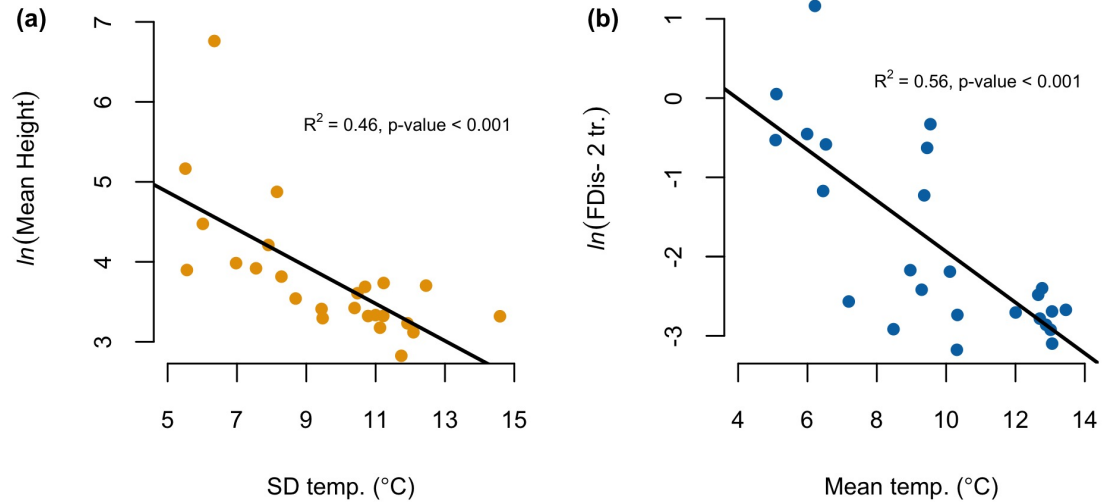 (a)
ln(Mean Height)
7
6
5
4
3
R² = 0.46, p-value < 0.001
5 7 9 11 13 15
SD temp. (°C)
(b)
ln(FDis- 2 tr.)
1
0
-1
-2
-3
R² = 0.56, p-value < 0.001
4 6 8 10 12 14
Mean temp. (°C)